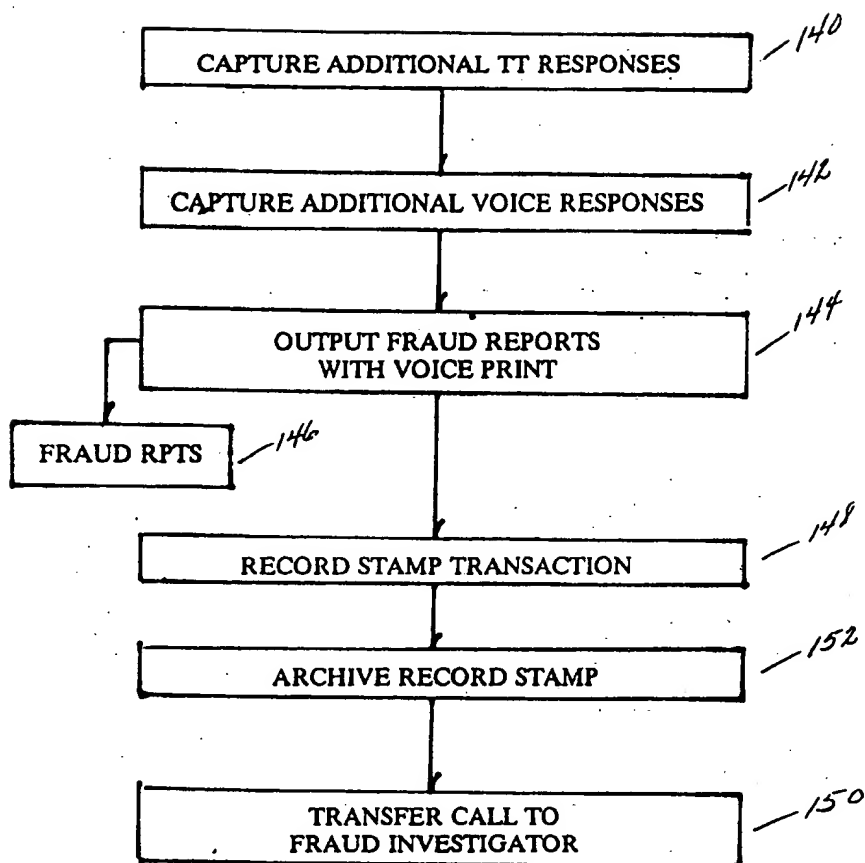 140
CAPTURE ADDITIONAL TT RESPONSES
142
CAPTURE ADDITIONAL VOICE RESPONSES
144
OUTPUT FRAUD REPORTS
WITH VOICE PRINT
146
FRAUD RPTS
148
RECORD STAMP TRANSACTION
152
ARCHIVE RECORD STAMP
150
TRANSFER CALL TO
FRAUD INVESTIGATOR